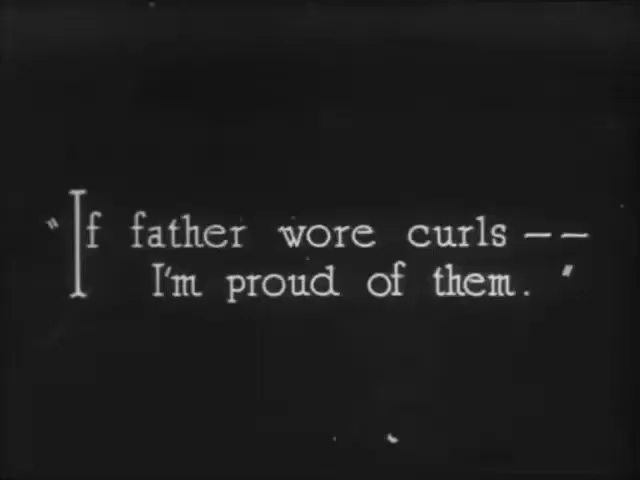 "If father wore curls --
I'm proud of them."